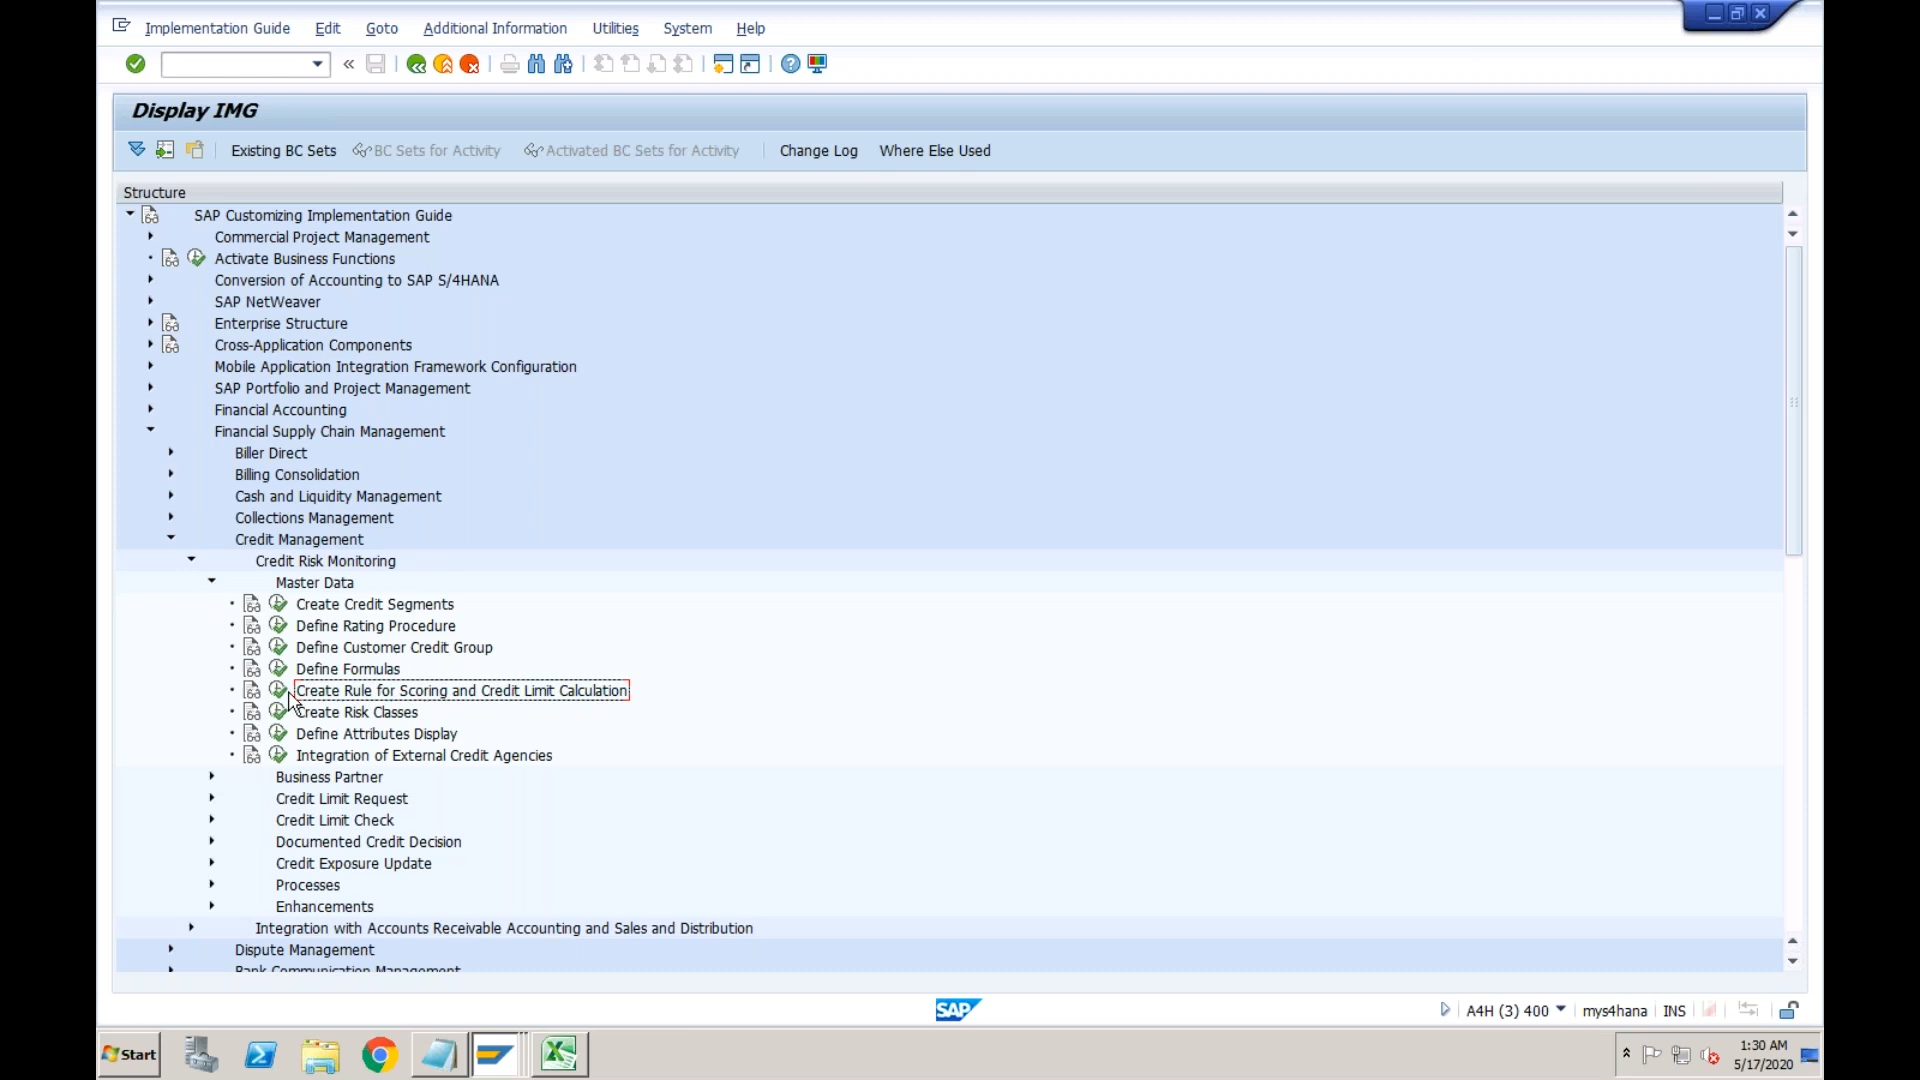 Implementation Guide Edit Goto Additional Information Utilities System Help
Display IMG
Existing BC Sets BC Sets for Activity Activated BC Sets for Activity Change Log Where Else Used
Structure
SAP Customizing Implementation Guide
Commercial Project Management
Activate Business Functions
Conversion of Accounting to SAP S/4HANA
SAP NetWeaver
Enterprise Structure
Cross-Application Components
Mobile Application Integration Framework Configuration
SAP Portfolio and Project Management
Financial Accounting
Financial Supply Chain Management
Biller Direct
Billing Consolidation
Cash and Liquidity Management
Collections Management
Credit Management
Credit Risk Monitoring
Master Data
Create Credit Segments
Define Rating Procedure
Define Customer Credit Group
Define Formulas
Create Rule for Scoring and Credit Limit Calculation
Create Risk Classes
Define Attributes Display
Integration of External Credit Agencies
Business Partner
Credit Limit Request
Credit Limit Check
Documented Credit Decision
Credit Exposure Update
Processes
Enhancements
Integration with Accounts Receivable Accounting and Sales and Distribution
Dispute Management
Bank Communication Management
SAP A4H (3) 400 mys4hana INS
Start 1:30 AM
5/17/2020